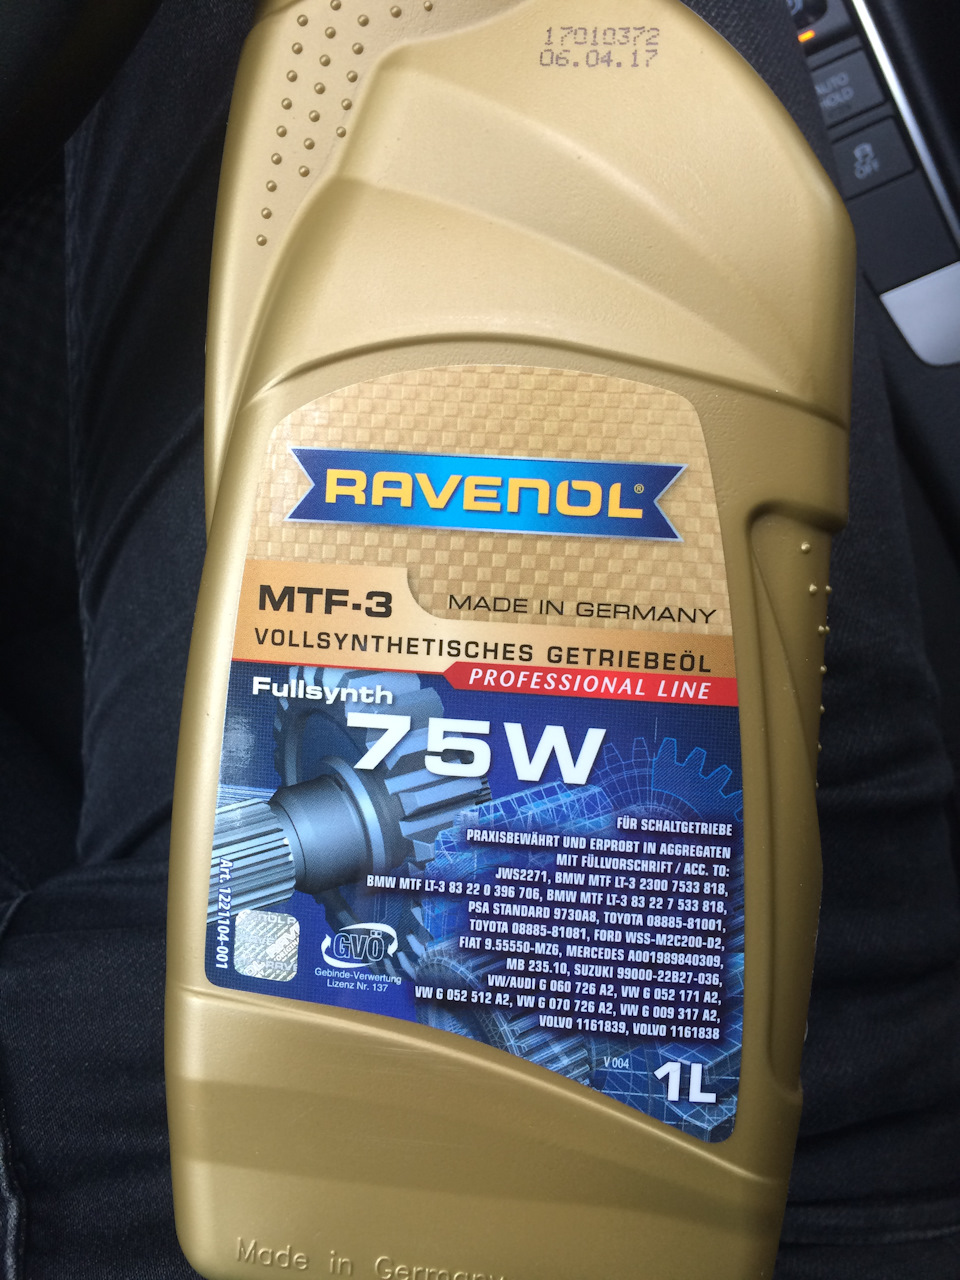 17010372
06.04.17
AUTO
HOLD
OFF
RAVENOL®
MTF-3
MADE IN GERMANY
VOLLSYNTHETISCHES GETRIEBEÖL
PROFESSIONAL LINE
Fullsynth
75W
FÜR SCHALTGETRIEBE
PRAXISBEWÄHRT UND ERPROBT IN AGGREGATEN
MIT FÜLLVORSCHRIFT / ACC. TO:
JWS2271, BMW MTF LT-3 2300 7533 818,
BMW MTF LT-3 83 22 0 396 706, BMW MTF LT-3 83 22 7 533 818,
PSA STANDARD 9730A8, TOYOTA 08885-81001,
TOYOTA 08885-81081, FORD WSS-M2C200-D2,
FIAT 9.55550-MZ6, MERCEDES A001989840309,
MB 235.10, SUZUKI 99000-22B27-036,
VW/AUDI G 060 726 A2, VW G 052 171 A2,
VW G 052 512 A2, VW G 070 726 A2, VW G 009 317 A2,
VOLVO 1161839, VOLVO 1161838
Art. 1221104-001
GVÖ
Gebinde-Verwertung
Lizenz Nr. 137
V 004
1L
Made in Germany